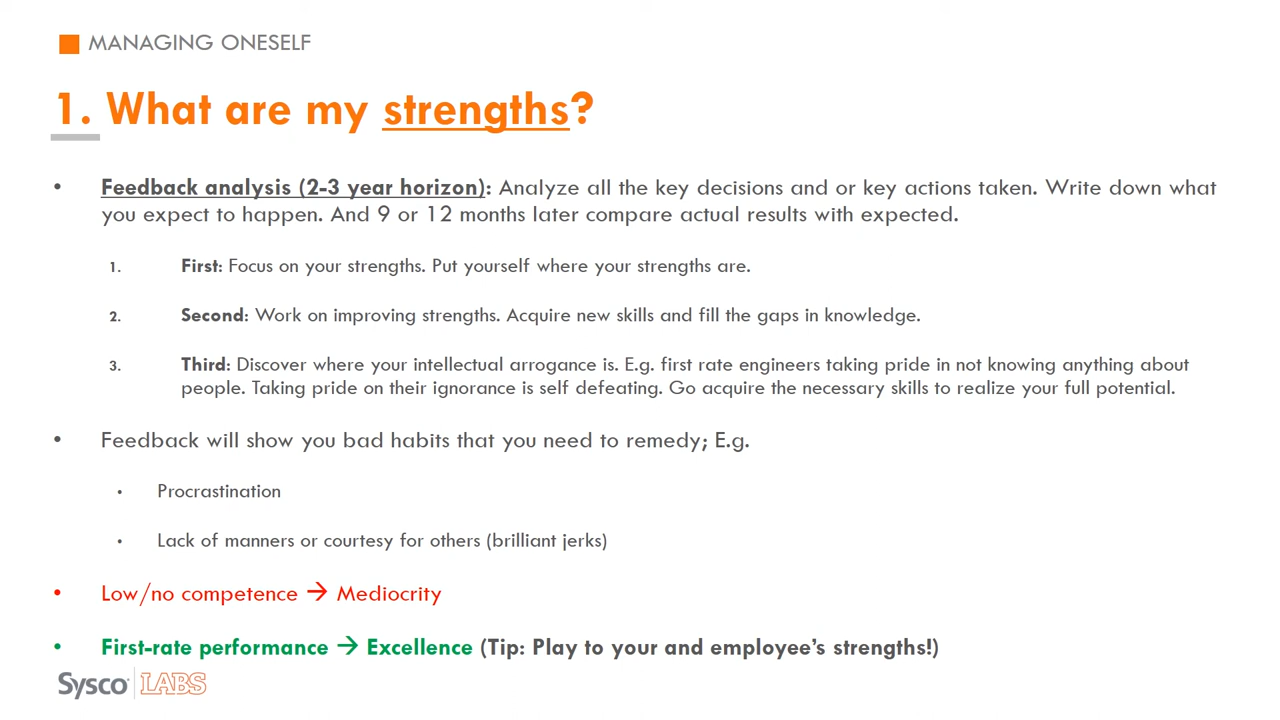 MANAGING ONESELF
1. What are my strengths?
• Feedback analysis (2-3 year horizon): Analyze all the key decisions and or key actions taken. Write down what
you expect to happen. And 9 or 12 months later compare actual results with expected.
1. First: Focus on your strengths. Put yourself where your strengths are.
2. Second: Work on improving strengths. Acquire new skills and fill the gaps in knowledge.
3. Third: Discover where your intellectual arrogance is. E.g. first rate engineers taking pride in not knowing anything about
people. Taking pride on their ignorance is self defeating. Go acquire the necessary skills to realize your full potential.
• Feedback will show you bad habits that you need to remedy; E.g.
• Procrastination
• Lack of manners or courtesy for others (brilliant jerks)
• Low/no competence → Mediocrity
• First-rate performance → Excellence (Tip: Play to your and employee’s strengths!)
Sysco LABS